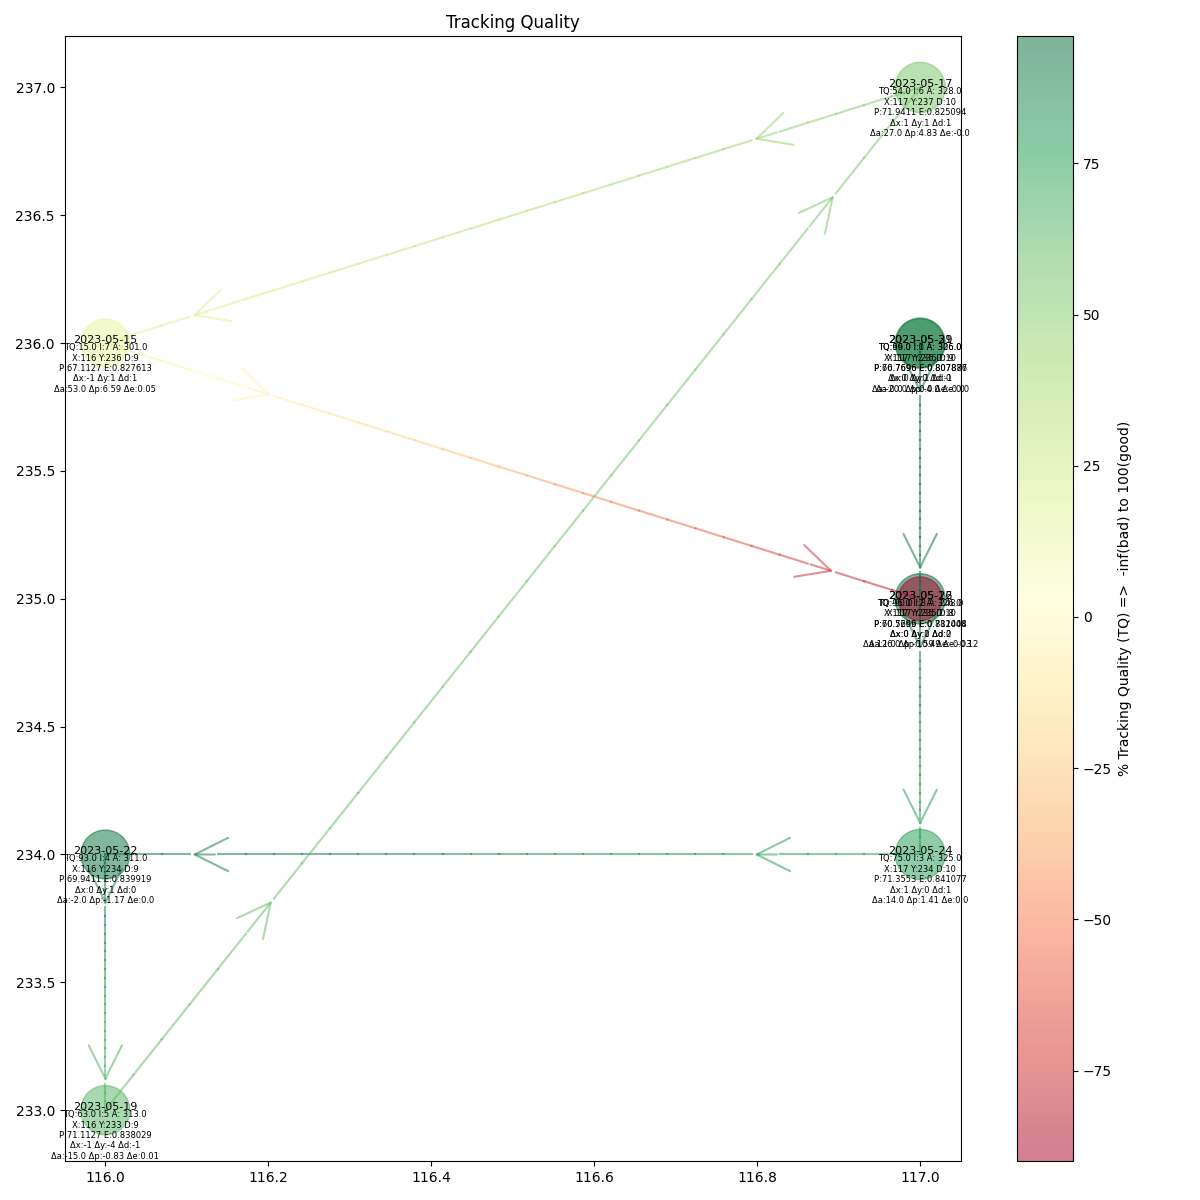 Tracking Quality
237.0
236.5
236.0
235.5
235.0
234.5
234.0
233.5
233.0
116.0
116.2
116.4
116.6
116.8
117.0
2023-05-17
TQ:54.0 I:6 A: 328.0
X:117 Y:237 D:10
P:71.9411 E:0.825094
Δx:1 Δy:1 Δd:1
Δa:27.0 Δp:4.83 Δe:-0.0
2023-05-15
TQ:15.0 I:7 A: 301.0
X:116 Y:236 D:9
P:67.1127 E:0.827613
Δx:-1 Δy:1 Δd:1
Δa:53.0 Δp:6.59 Δe:0.05
2023-05-22
TQ:93.0 I:4 A: 311.0
X:116 Y:234 D:9
P:69.9411 E:0.839919
Δx:0 Δy:1 Δd:0
Δa:-2.0 Δp:-1.17 Δe:0.0
2023-05-24
TQ:75.0 I:3 A: 325.0
X:117 Y:234 D:10
P:71.3553 E:0.841077
Δx:1 Δy:0 Δd:1
Δa:14.0 Δp:1.41 Δe:0.0
2023-05-19
TQ:63.0 I:5 A: 313.0
X:116 Y:233 D:9
P:71.1127 E:0.838029
Δx:-1 Δy:-4 Δd:-1
Δa:-15.0 Δp:-0.83 Δe:0.01
75
50
25
0
−25
−50
−75
% Tracking Quality (TQ) =>  -inf(bad) to 100(good)